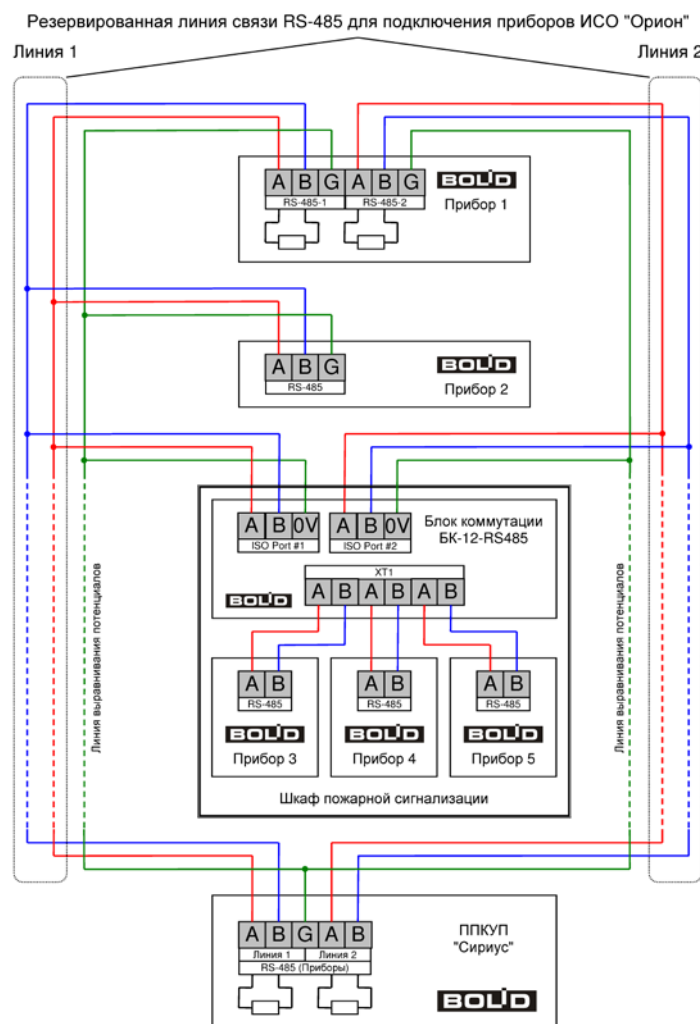 Резервированная линия связи RS-485 для подключения приборов ИСО "Орион"
Линия 1
Линия 2
A B G A B G
RS-485-1 RS-485-2
BOLID
Прибор 1
A B G
RS-485
BOLID
Прибор 2
A B 0V A B 0V
ISO Port #1 ISO Port #2
Блок коммутации
БК-12-RS485
XT1
A B A B A B
BOLID
Линия выравнивания потенциалов
Линия выравнивания потенциалов
A B
RS-485
BOLID
Прибор 3
A B
RS-485
BOLID
Прибор 4
A B
RS-485
BOLID
Прибор 5
Шкаф пожарной сигнализации
A B G A B
Линия 1 Линия 2
RS-485 (Приборы)
ППКУП
"Сириус"
BOLID